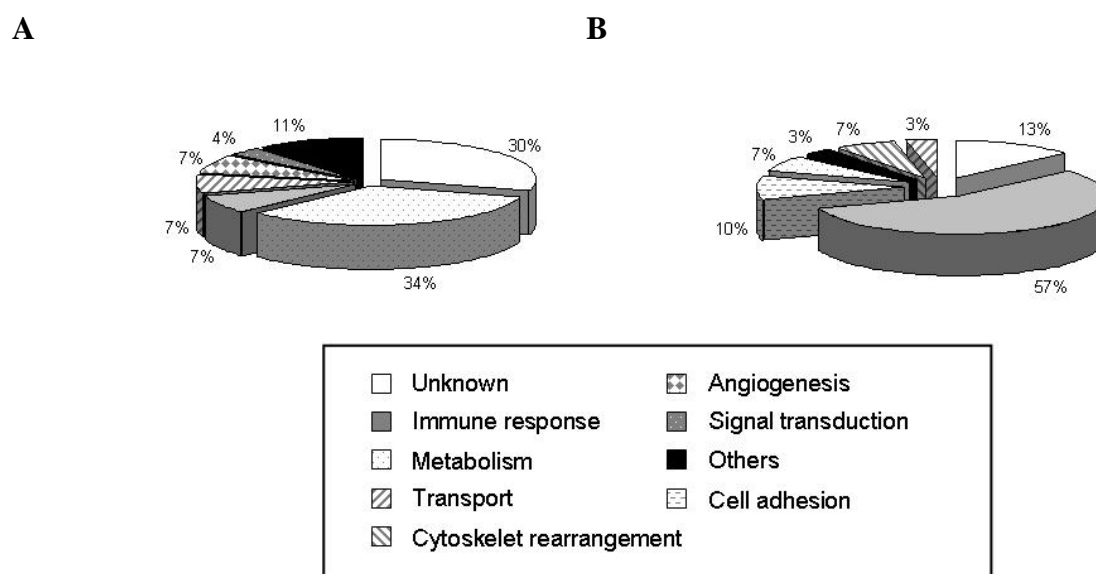 A
B
4%
11%
30%
7%
7%
7%
34%
3%
7%
3%
13%
7%
10%
57%
Unknown
Immune response
Metabolism
Transport
Cytoskelet rearrangement
Angiogenesis
Signal transduction
Others
Cell adhesion